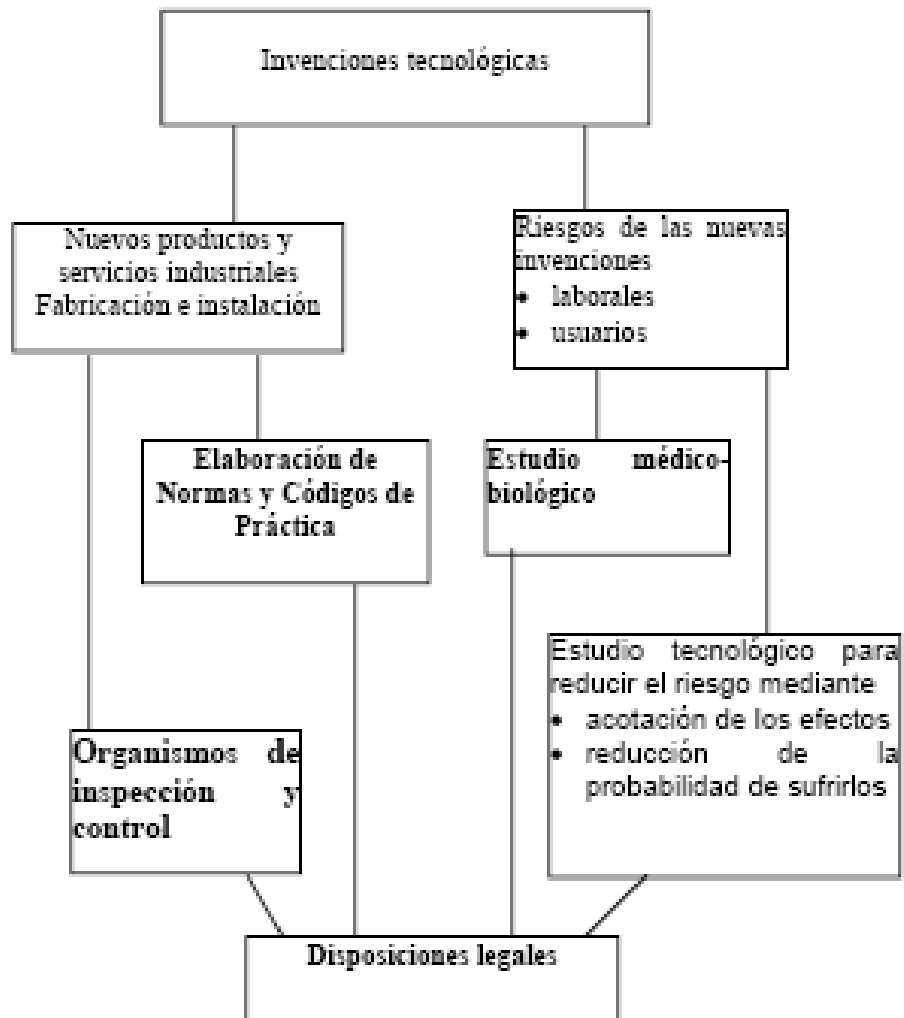 Invenciones tecnológicas
Nuevos productos y
servicios industriales
Fabricación e instalación
Riesgos de las nuevas
invenciones
• laborales
• usuarios
Elaboración de
Normas y Códigos de
Práctica
Estudio médico-
biológico
Organismos de
inspección y
control
Estudio tecnológico para
reducir el riesgo mediante
• acotación de los efectos
• reducción de la
probabilidad de sufrirlos
Disposiciones legales